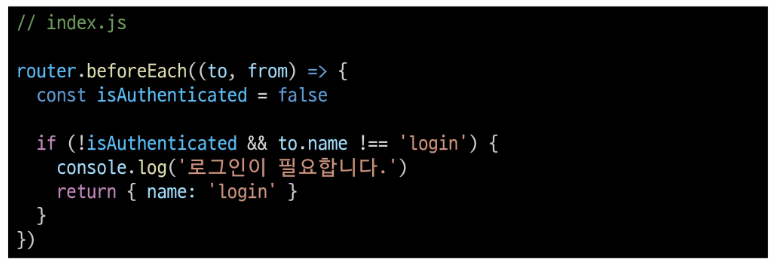 // index.js
router.beforeEach((to, from) => {
  const isAuthenticated = false
  if (!isAuthenticated && to.name !== 'login') {
    console.log('로그인이 필요합니다.')
    return { name: 'login' }
  }
})